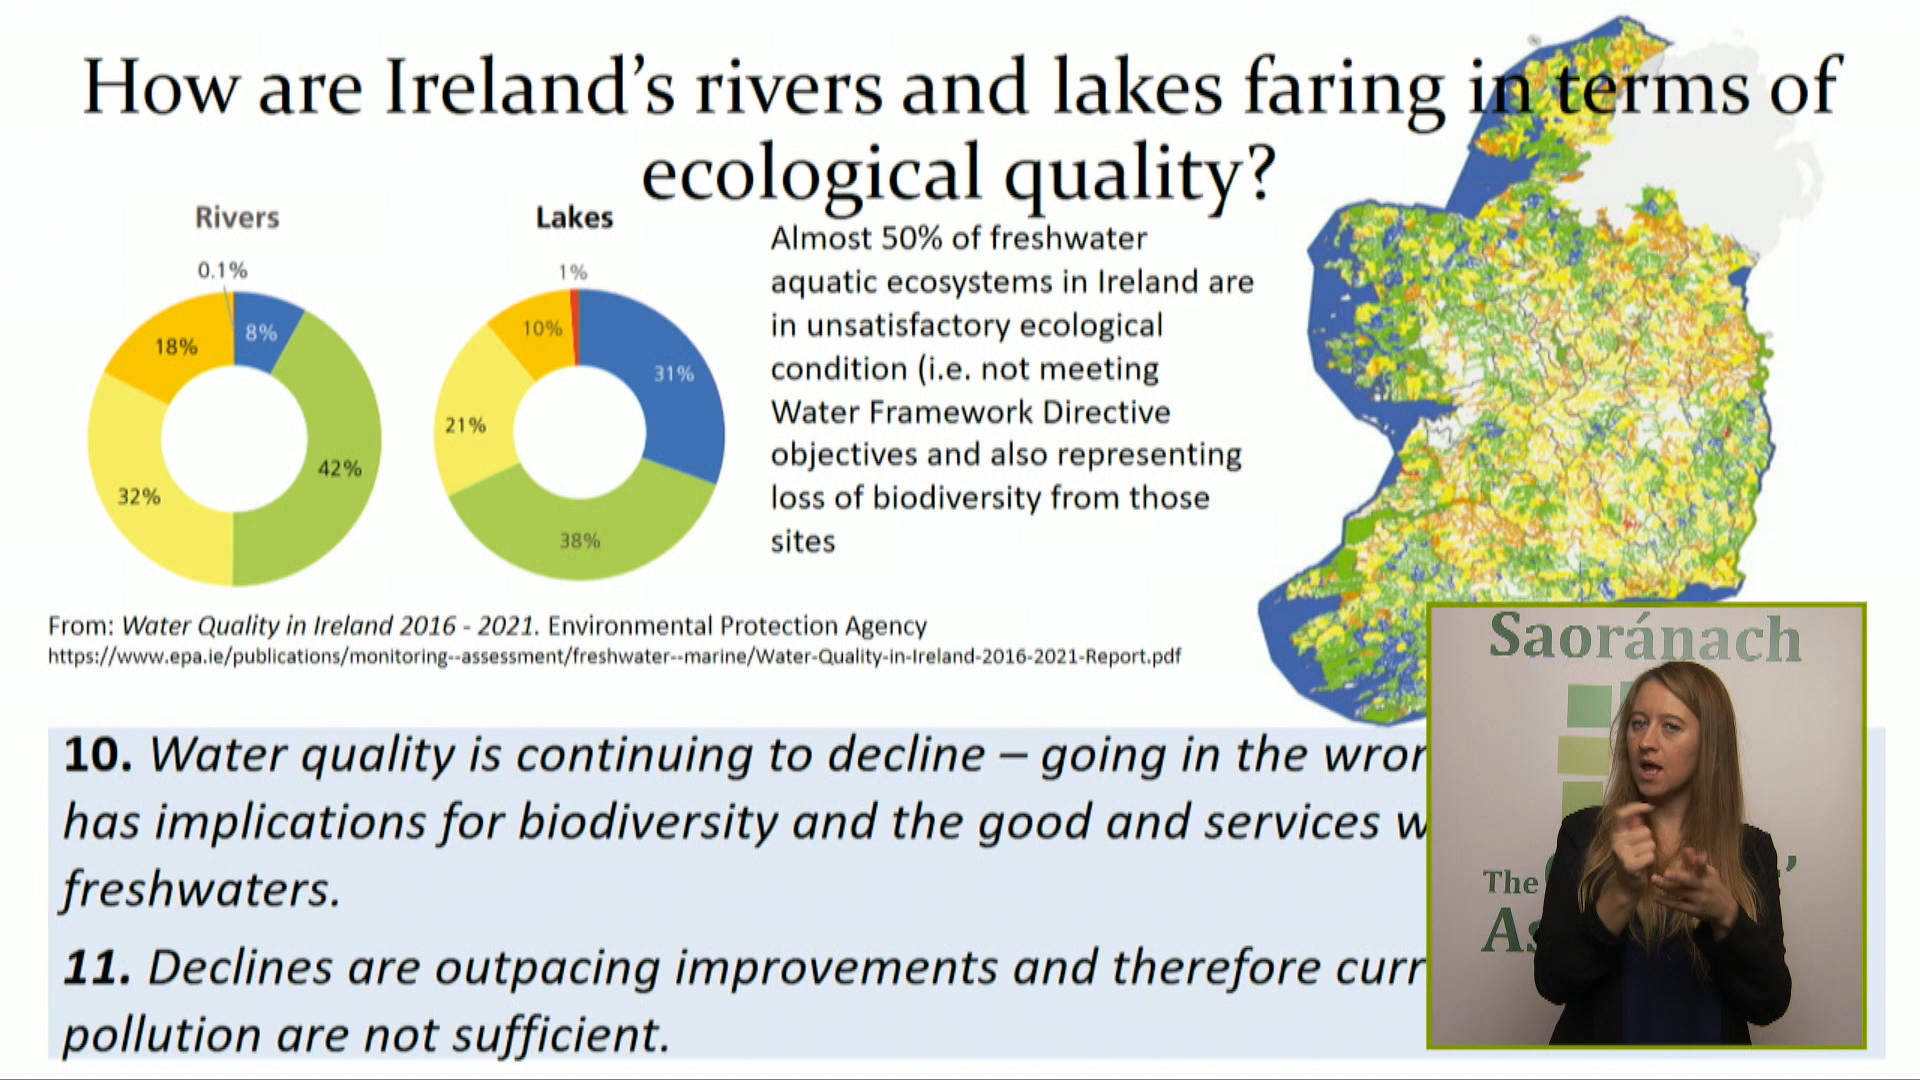 How are Ireland's rivers and lakes faring in terms of
ecological quality?
Rivers
Lakes
0.1%
8%
18%
42%
32%
1%
10%
31%
21%
38%
Almost 50% of freshwater
aquatic ecosystems in Ireland are
in unsatisfactory ecological
condition (i.e. not meeting
Water Framework Directive
objectives and also representing
loss of biodiversity from those
sites
From: Water Quality in Ireland 2016 - 2021. Environmental Protection Agency
https://www.epa.ie/publications/monitoring--assessment/freshwater--marine/Water-Quality-in-Ireland-2016-2021-Report.pdf
10. Water quality is continuing to decline – going in the
has implications for biodiversity and the good and services
freshwaters.
11. Declines are outpacing improvements and therefore
pollution are not sufficient.
Saoránach
The